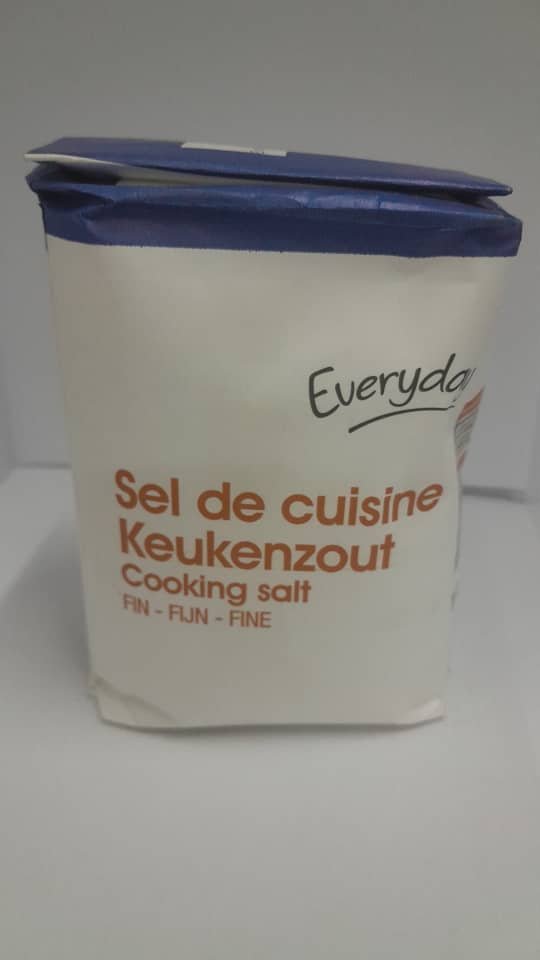 Everyday
Sel de cuisine
Keukenzout
Cooking salt
FIN - FIJN - FINE